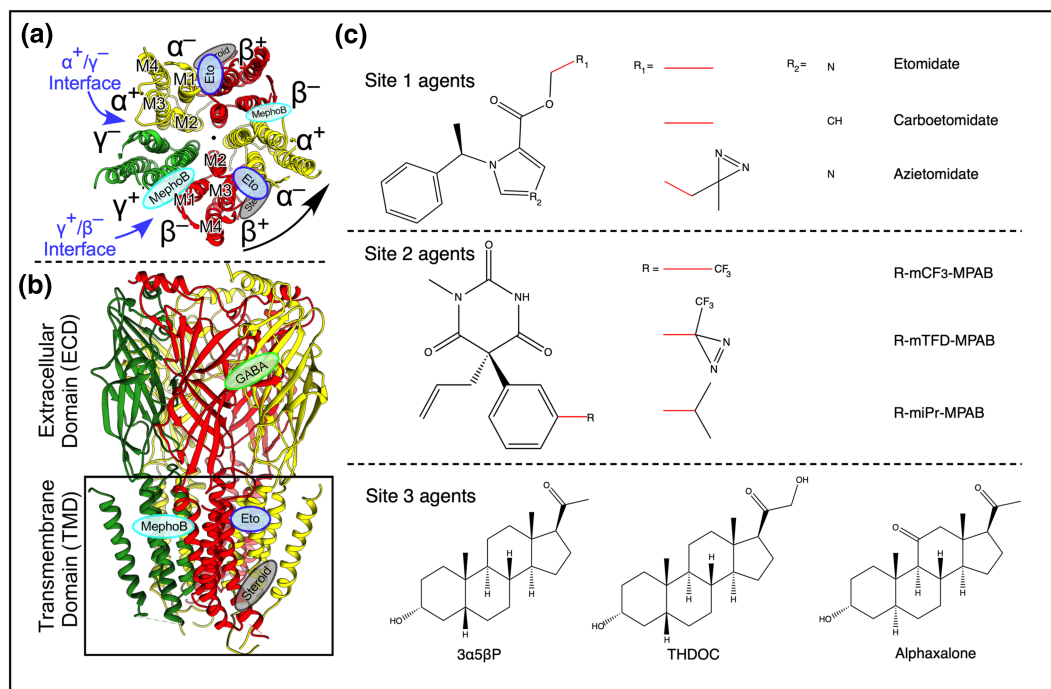 (a)
α⁺/γ⁻
Interface
α⁻
Steroid
β⁺
M4
M1
Eto
α⁺
M3
β⁻
MephoB
M2
γ⁻
α⁺
M2
MephoB
M3
Eto
γ⁺
M1
Ste
α⁻
γ⁺/β⁻
Interface
β⁻
M4
β⁺
(b)
Extracellular
Domain (ECD)
GABA
Transmembrane
Domain (TMD)
MephoB
Eto
Steroid
(c)
Site 1 agents
R₁
O
O
N
R₂
R₁ =
R₂ =
N
Etomidate
CH
Carboetomidate
N
N
N
Azietomidate
Site 2 agents
O
N
NH
O
O
R
R =
CF₃
R-mCF3-MPAB
CF₃
N
N
R-mTFD-MPAB
R-miPr-MPAB
Site 3 agents
O
H
H
H
HO
H
3α5βP
OH
O
H
H
H
HO
H
THDOC
O
O
H
H
H
HO
H
Alphaxalone